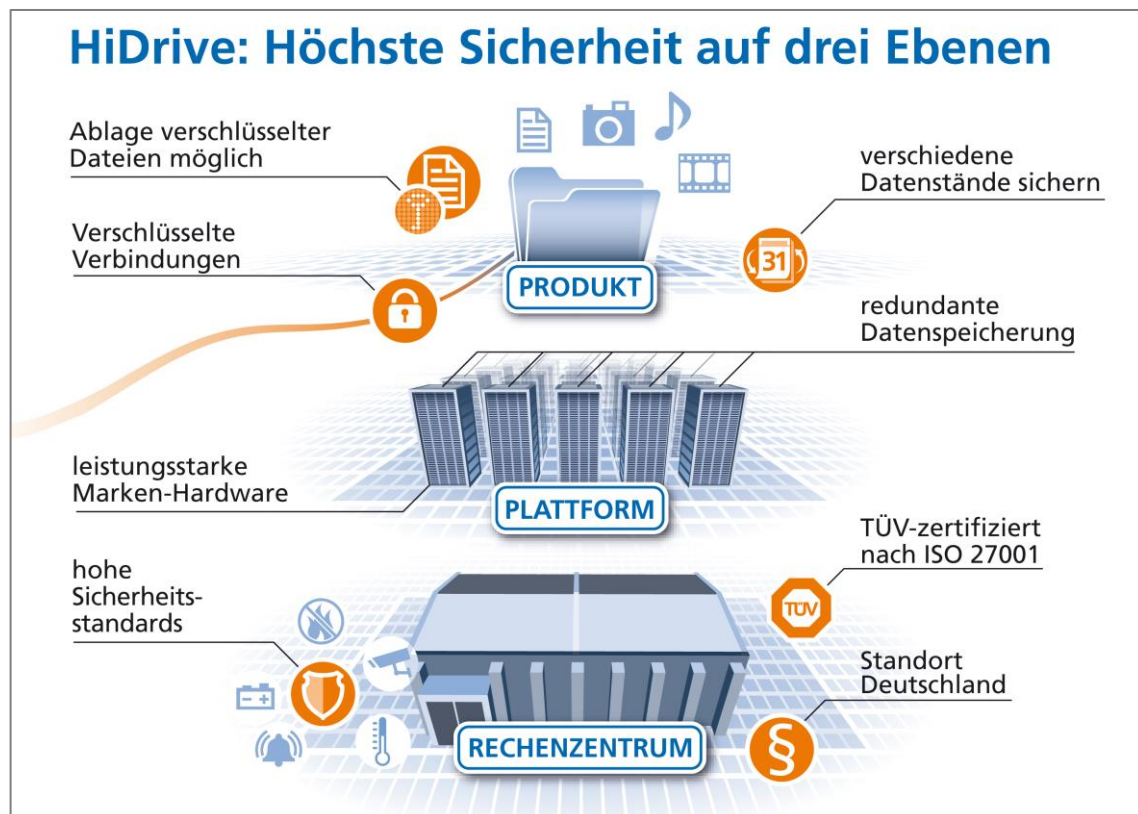 HiDrive: Höchste Sicherheit auf drei Ebenen
Ablage verschlüsselter
Dateien möglich
verschiedene
Datenstände sichern
31
Verschlüsselte
Verbindungen
PRODUKT
redundante
Datenspeicherung
leistungsstarke
Marken-Hardware
PLATTFORM
TÜV-zertifiziert
nach ISO 27001
TÜV
hohe
Sicherheits-
standards
Standort
Deutschland
§
RECHENZENTRUM